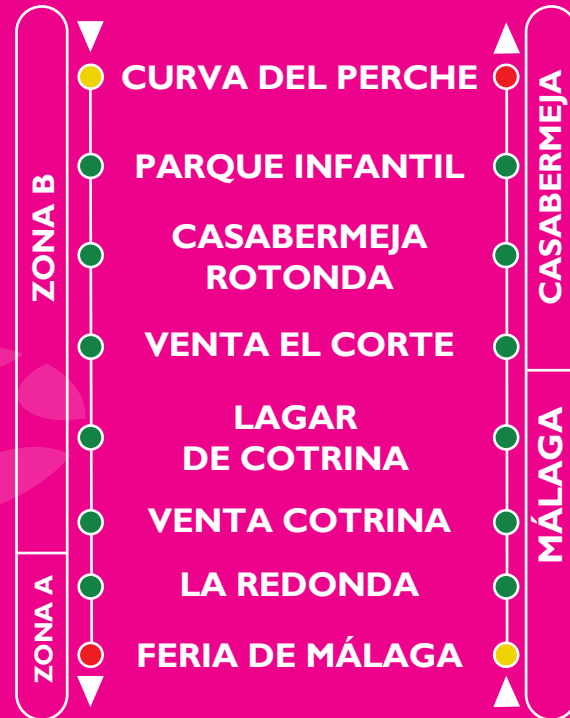 CURVA DEL PERCHE
PARQUE INFANTIL
CASABERMEJA
ROTONDA
VENTA EL CORTE
LAGAR
DE COTRINA
VENTA COTRINA
LA REDONDA
FERIA DE MÁLAGA
ZONA B
ZONA A
CASABERMEJA
MÁLAGA